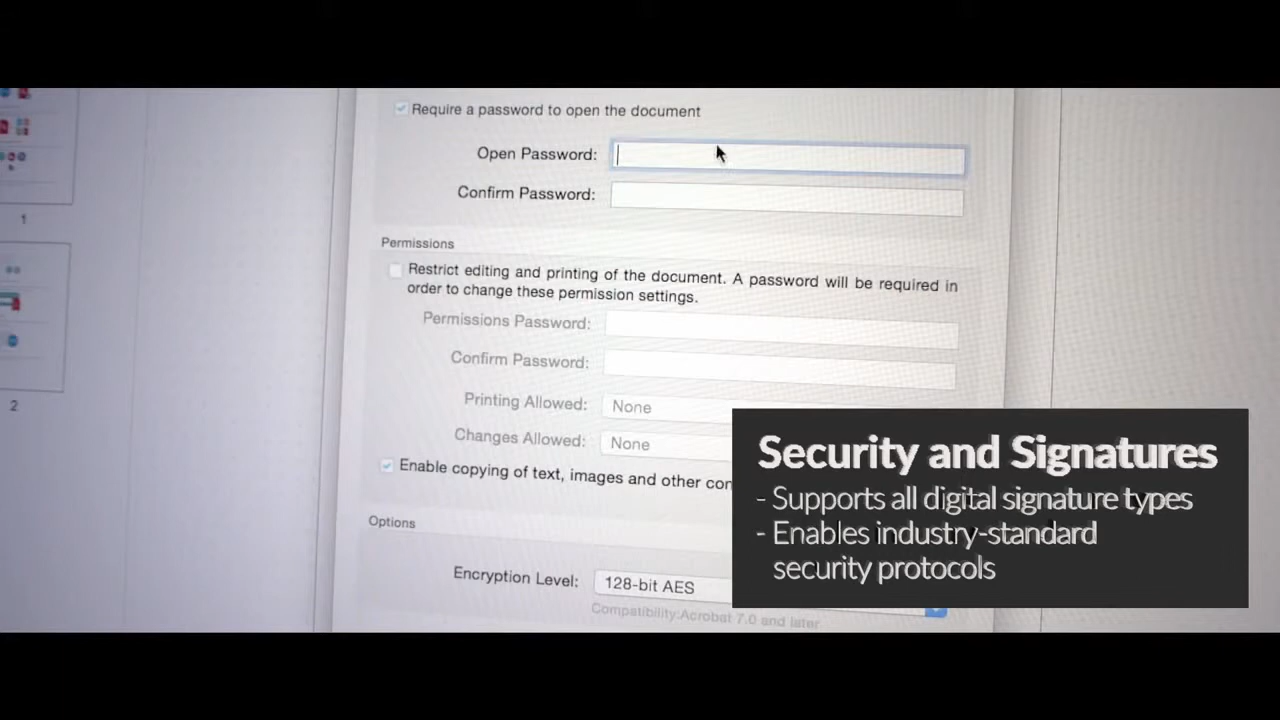 Require a password to open the document
Open Password:
Confirm Password:
1
Permissions
Restrict editing and printing of the document. A password will be required in
order to change these permission settings.
Permissions Password:
Confirm Password:
2
Printing Allowed: None
Changes Allowed: None
Enable copying of text, images and other con
Options
Encryption Level: 128-bit AES
Compatibility:Acrobat 7.0 and later
Security and Signatures
- Supports all digital signature types
- Enables industry-standard
security protocols